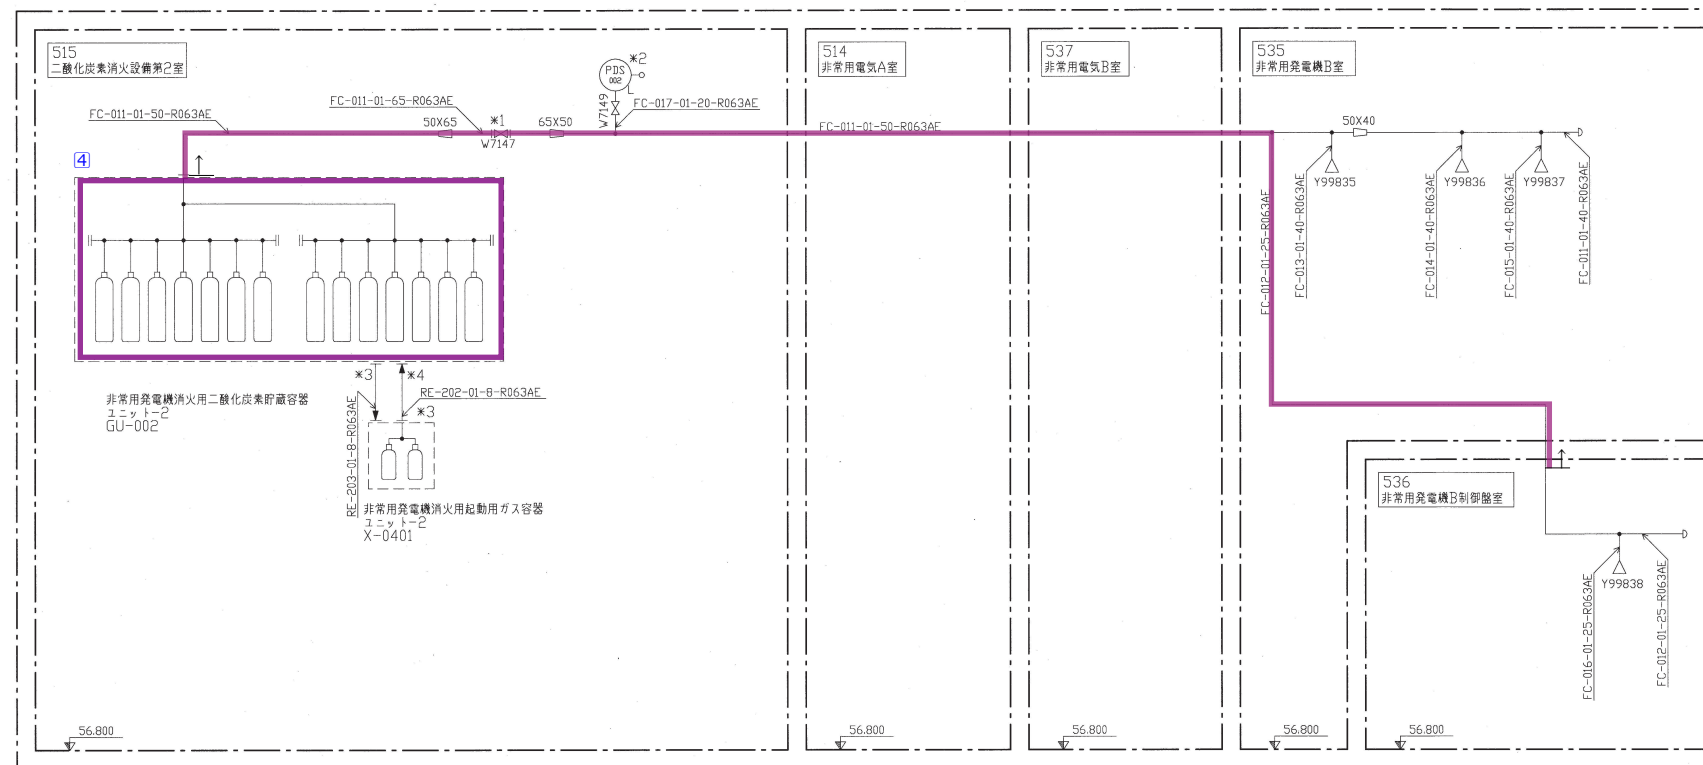 515
二酸化炭素消火設備第2室
514
非常用電気A室
537
非常用電気B室
535
非常用発電機B室
PDS
002
※2
L
W7149
FC-017-01-20-R063AE
FC-011-01-50-R063AE
FC-011-01-65-R063AE
50X65
※1
W7147
65X50
FC-011-01-50-R063AE
50X40
4
Y99835
Y99836
Y99837
FC-012-01-25-R063AE
FC-013-01-40-R063AE
FC-014-01-40-R063AE
FC-015-01-40-R063AE
FC-011-01-40-R063AE
非常用発電機消火用二酸化炭素貯蔵容器
ユニット-2
GU-002
※3
※4
RE-202-01-8-R063AE
※3
RE-203-01-8-R063AE
非常用発電機消火用起動用ガス容器
ユニット-2
X-0401
536
非常用発電機B制御盤室
Y99838
FC-016-01-25-R063AE
FC-012-01-25-R063AE
56.800
56.800
56.800
56.800
56.800